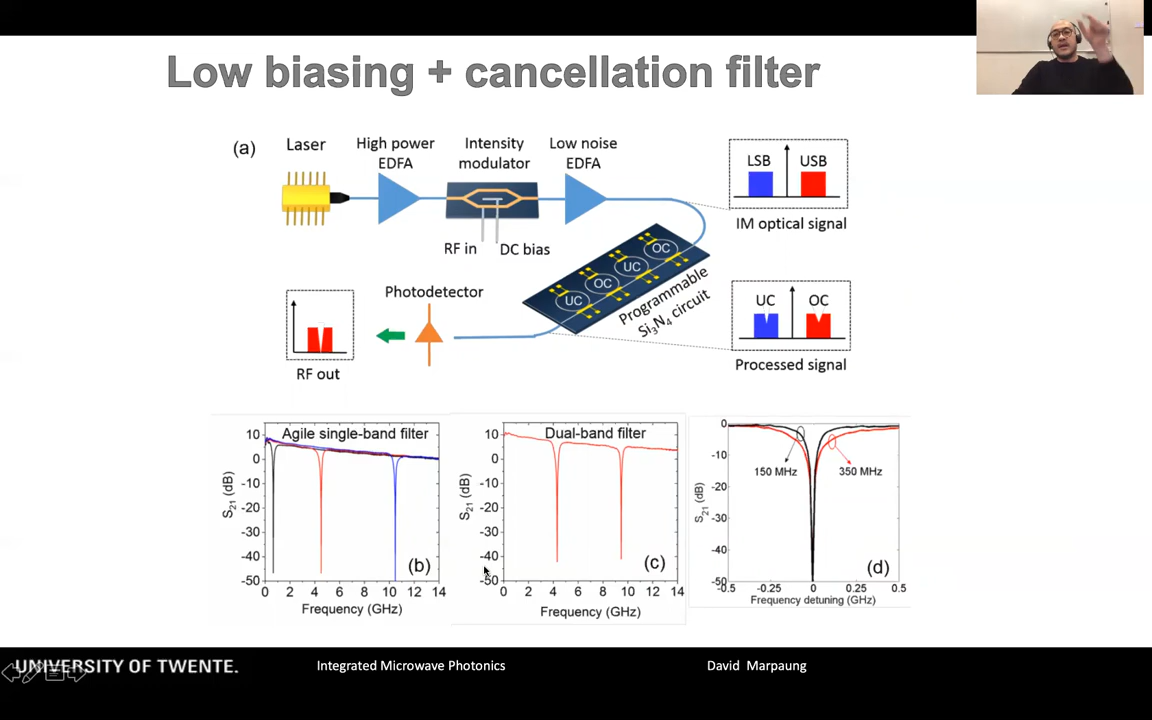 Low biasing + cancellation filter
(a)
Laser
High power
EDFA
Intensity
modulator
Low noise
EDFA
RF in
DC bias
LSB
USB
IM optical signal
UC
OC
UC
OC
Programmable
Si₃N₄ circuit
UC
OC
Processed signal
Photodetector
RF out
Agile single-band filter
S₂₁ (dB)
10
0
-10
-20
-30
-40
-50
0 2 4 6 8 10 12 14
Frequency (GHz)
(b)
Dual-band filter
S₂₁ (dB)
10
0
-10
-20
-30
-40
-50
0 2 4 6 8 10 12 14
Frequency (GHz)
(c)
S₂₁ (dB)
0
-10
-20
-30
-40
-50
150 MHz
350 MHz
(d)
-0.5 -0.25 0 0.25 0.5
Frequency detuning (GHz)
UNIVERSITY OF TWENTE.
Integrated Microwave Photonics
David Marpaung